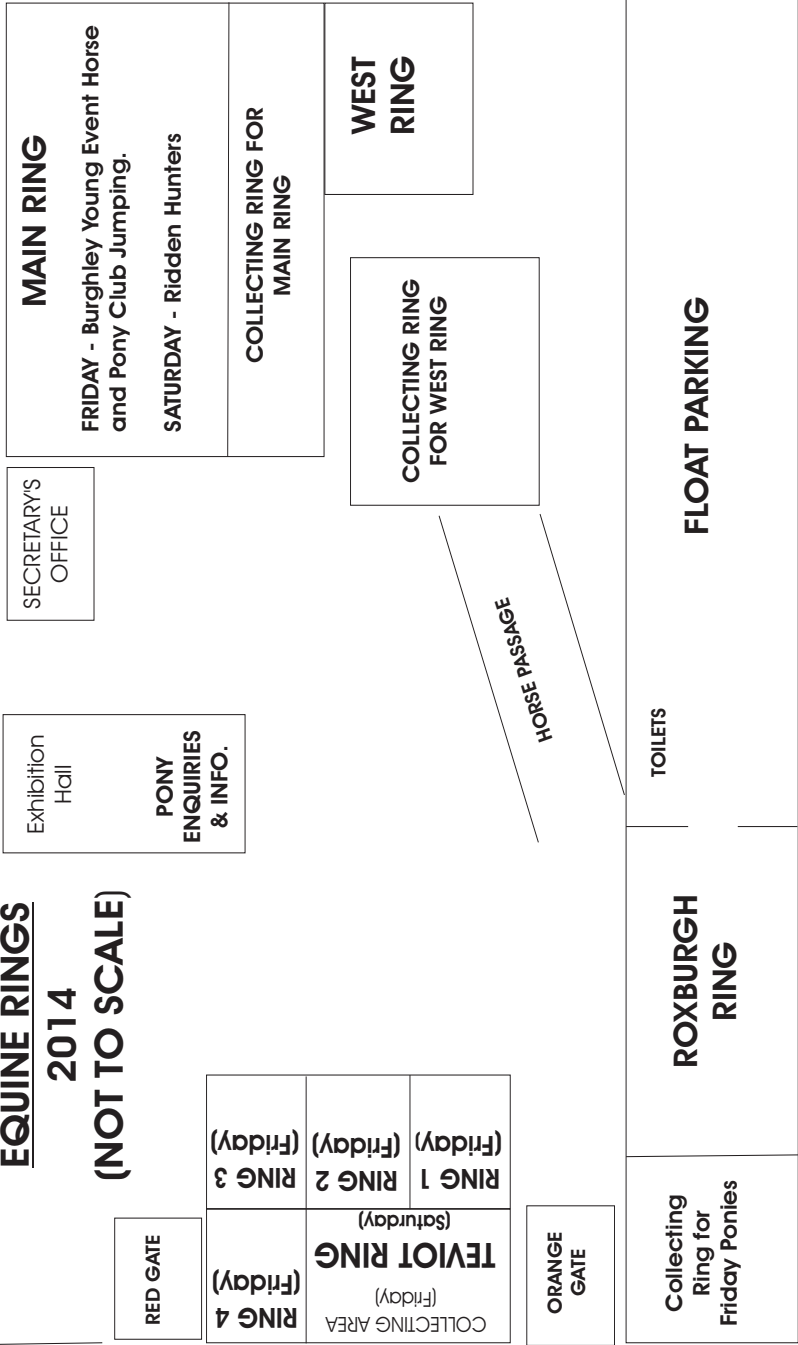 EQUINE RINGS
2014
(NOT TO SCALE)
RED GATE
RING 4
(Friday)
RING 3
(Friday)
RING 2
(Friday)
RING 1
(Friday)
COLLECTING AREA
(Friday)
TEVIOT RING
(Saturday)
ORANGE
GATE
Collecting
Ring for
Friday Ponies
ROXBURGH
RING
Exhibition
Hall
PONY
ENQUIRIES
& INFO.
SECRETARY'S
OFFICE
HORSE PASSAGE
TOILETS
MAIN RING
FRIDAY - Burghley Young Event Horse
and Pony Club Jumping.
SATURDAY - Ridden Hunters
COLLECTING RING FOR
MAIN RING
WEST
RING
COLLECTING RING
FOR WEST RING
FLOAT PARKING